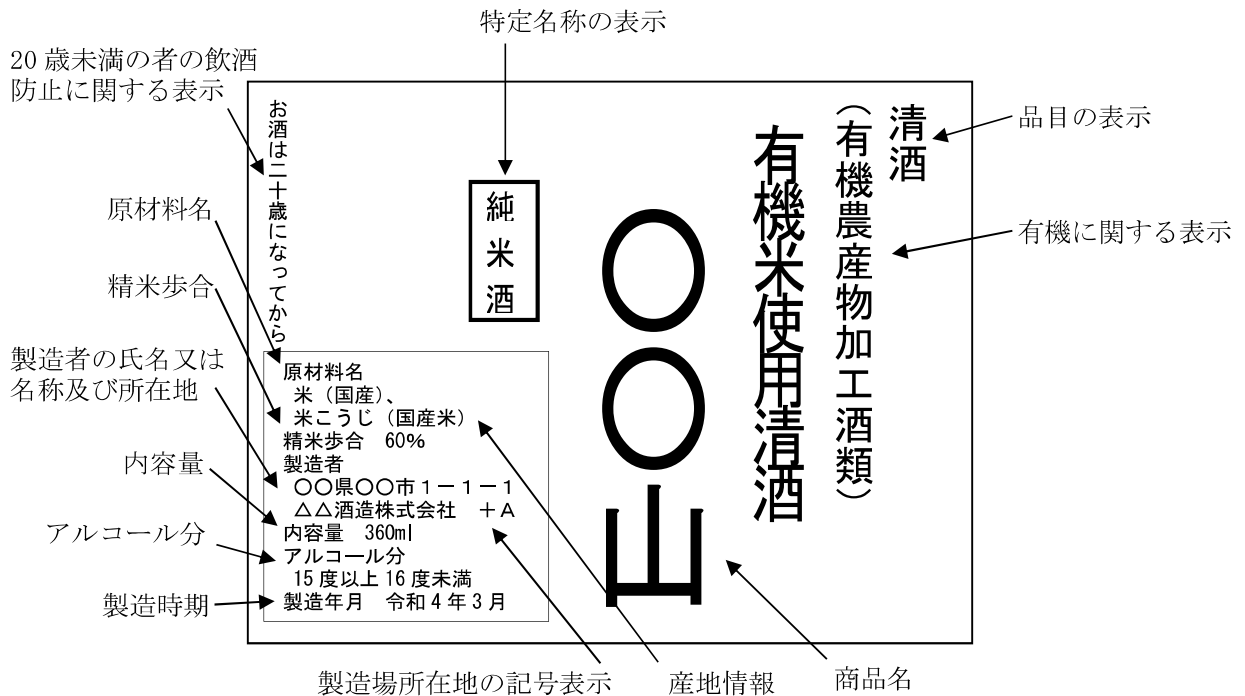 特定名称の表示
20 歳未満の者の飲酒
防止に関する表示
原材料名
精米歩合
製造者の氏名又は
名称及び所在地
内容量
アルコール分
製造時期
清酒
（有機農産物加工酒類）
有機米使用清酒
〇〇山
純米酒
お酒は二十歳になってから
原材料名
米（国産）、
米こうじ（国産米）
精米歩合　60%
製造者
〇〇県〇〇市１－１－１
△△酒造株式会社　＋Ａ
内容量　360ml
アルコール分
15 度以上 16 度未満
製造年月　令和４年３月
品目の表示
有機に関する表示
製造場所在地の記号表示
産地情報
商品名